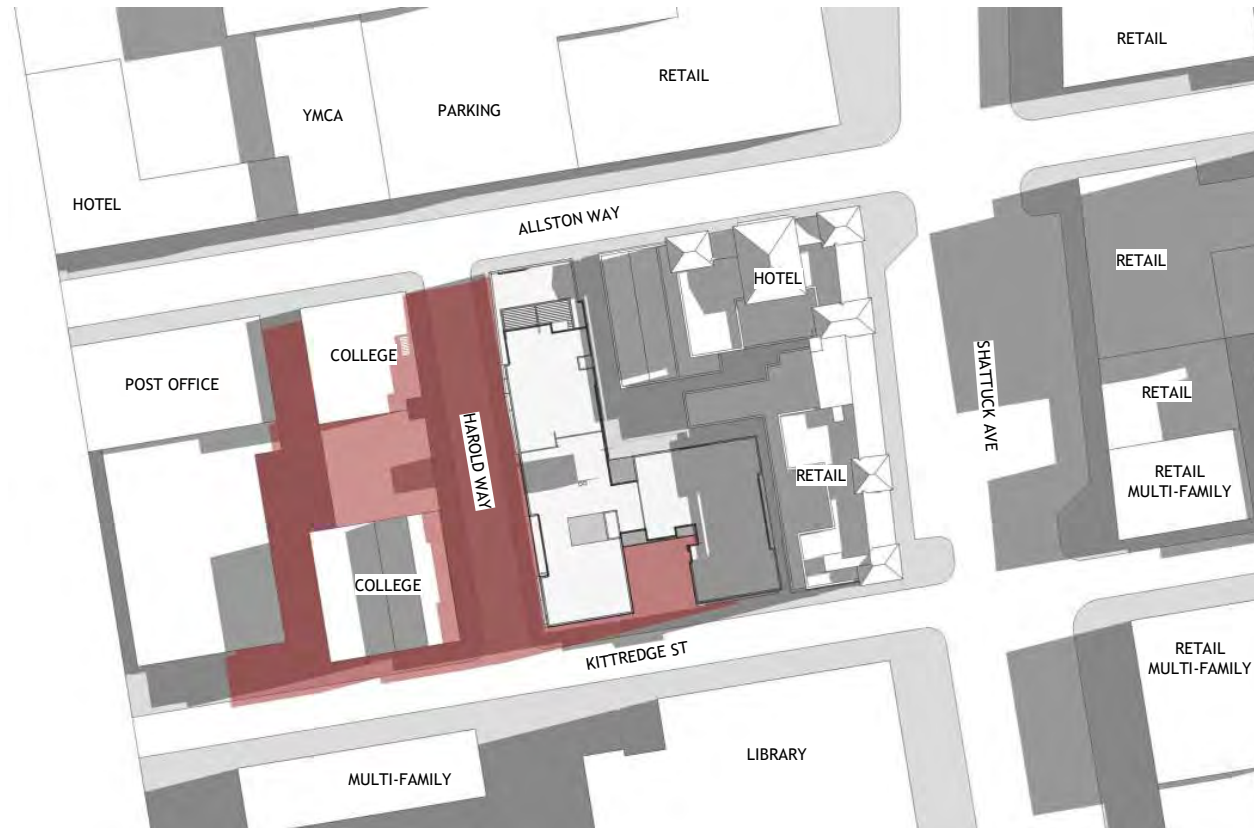 RETAIL
RETAIL
YMCA
PARKING
HOTEL
ALLSTON WAY
HOTEL
RETAIL
COLLEGE
POST OFFICE
SHATTUCK AVE
RETAIL
HAROLD WAY
RETAIL
RETAIL
MULTI-FAMILY
COLLEGE
KITTREDGE ST
RETAIL
MULTI-FAMILY
LIBRARY
MULTI-FAMILY